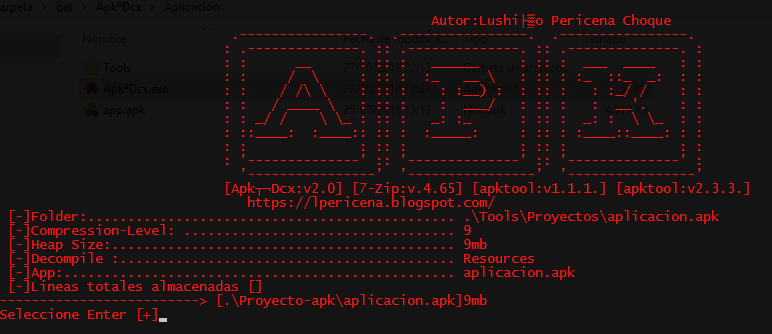 arpeta > bat > ApkªDcx > Aplicación
Autor:Lushi├▒o Pericena Choque
Nombre
Tools
ApkªDcx.exe
app.apk
[Apk┬¬Dcx:v2.0] [7-Zip:v.4.65] [apktool:v1.1.1.] [apktool:v2.3.3.]
https://lpericena.blogspot.com/
[-]Folder:.............................................. .\Tools\Proyectos\aplicacion.apk
[-]Compression-Level: .................................. 9
[-]Heap Size:........................................... 9mb
[-]Decompile :.......................................... Resources
[-]App:................................................. aplicacion.apk
[-]Lineas totales almacenadas []
-------------------------> [.\Proyecto-apk\aplicacion.apk]9mb
Seleccione Enter [+]